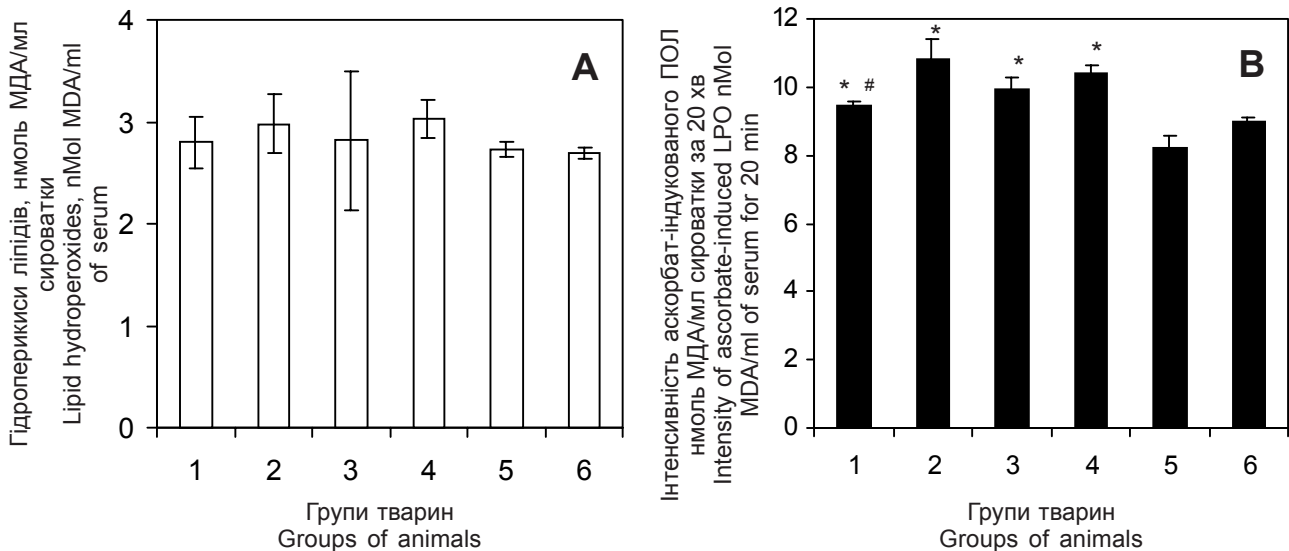 Гідроперикиси ліпідів, нмоль МДА/мл
сироватки
Lipid hydroperoxides, nMol MDA/ml
of serum
4
3
2
1
0
A
1 2 3 4 5 6
Групи тварин
Groups of animals
Інтенсивність аскорбат-індукованого ПОЛ
нмоль МДА/мл сироватки за 20 хв
Intensity of ascorbate-induced LPO nMol
MDA/ml of serum for 20 min
12
10
8
6
4
2
0
* #
*
*
*
B
1 2 3 4 5 6
Групи тварин
Groups of animals